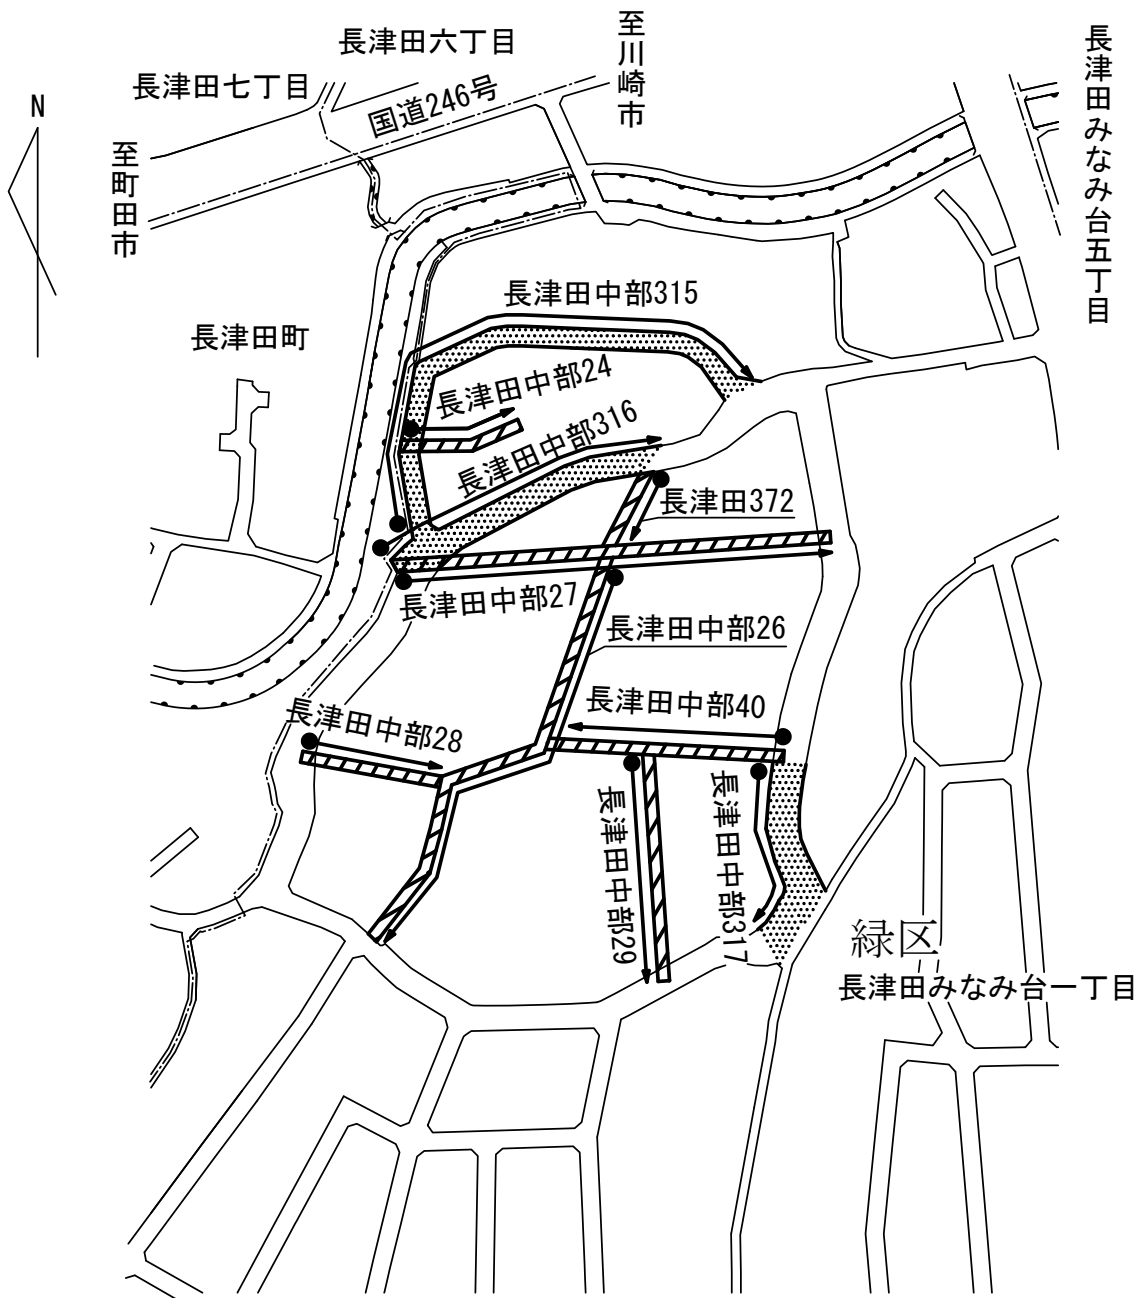 長津田六丁目
至川崎市
長津田みなみ台五丁目
長津田七丁目
国道246号
N
至町田市
長津田中部315
長津田町
長津田中部24
長津田中部316
長津田372
長津田中部27
長津田中部26
長津田中部40
長津田中部28
長津田中部29
長津田中部317
緑区
長津田みなみ台一丁目